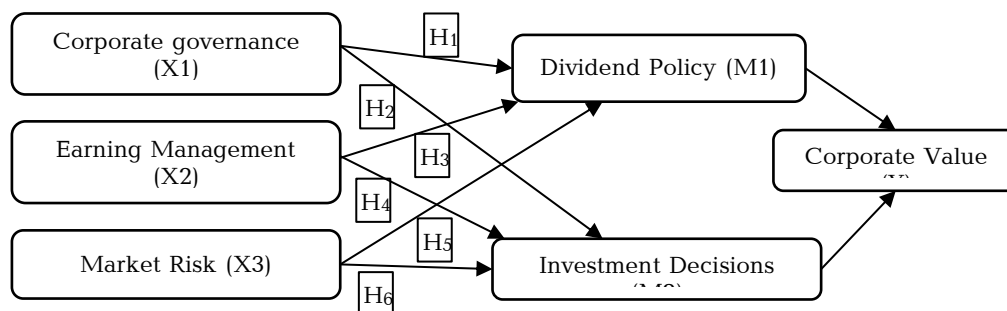 Corporate governance
(X1)
H1
Dividend Policy (M1)
H2
Earning Management
(X2)
H3
Corporate Value
H4
Market Risk (X3)
H5
Investment Decisions
H6